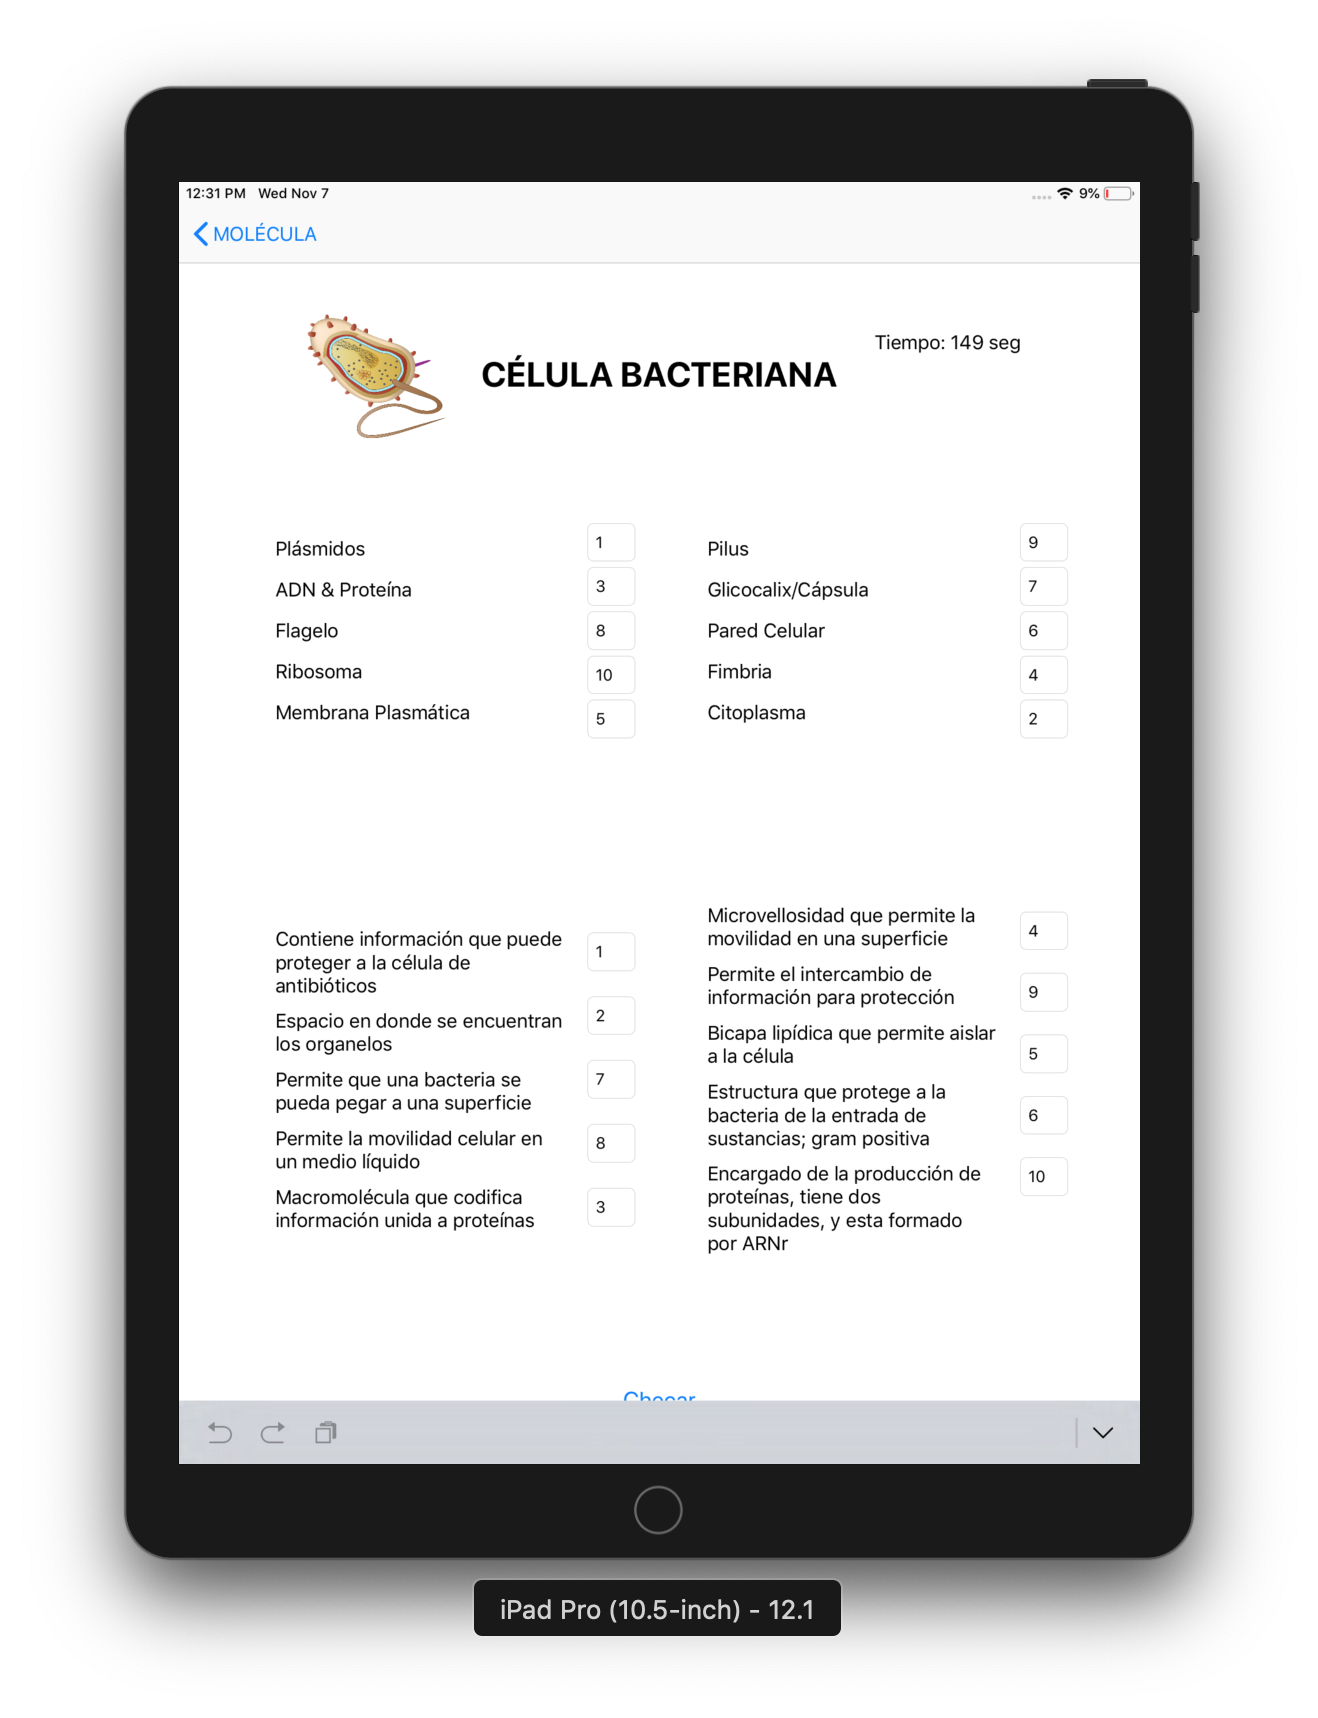 12:31 PM Wed Nov 7
9%
MOLÉCULA
Tiempo: 149 seg
CÉLULA BACTERIANA
Plásmidos 1
ADN & Proteína 3
Flagelo 8
Ribosoma 10
Membrana Plasmática 5
Pilus 9
Glicocalix/Cápsula 7
Pared Celular 6
Fimbria 4
Citoplasma 2
Contiene información que puede
proteger a la célula de
antibióticos
1
Espacio en donde se encuentran
los organelos
2
Permite que una bacteria se
pueda pegar a una superficie
7
Permite la movilidad celular en
un medio líquido
8
Macromolécula que codifica
información unida a proteínas
3
Microvellosidad que permite la
movilidad en una superficie
4
Permite el intercambio de
información para protección
9
Bicapa lipídica que permite aislar
a la célula
5
Estructura que protege a la
bacteria de la entrada de
sustancias; gram positiva
6
Encargado de la producción de
proteínas, tiene dos
subunidades, y esta formado
por ARNr
10
Checar
iPad Pro (10.5-inch) - 12.1